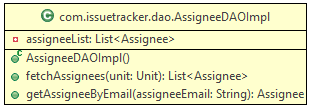 com.issuetracker.dao.AssigneeDAOImpl
assigneeList: List<Assignee>
AssigneeDAOImpl()
fetchAssignees(unit: Unit): List<Assignee>
getAssigneeByEmail(assigneeEmail: String): Assignee